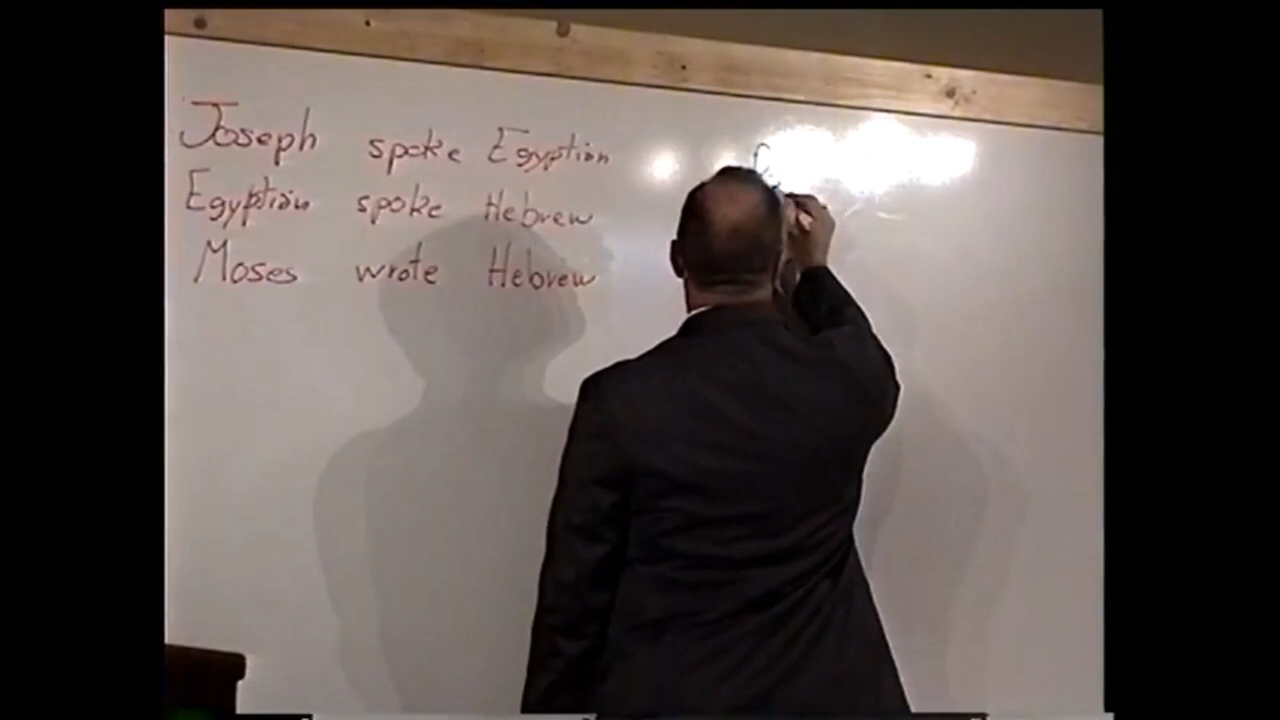 Joseph spoke Egyptian
Egyptian spoke Hebrew
Moses wrote Hebrew